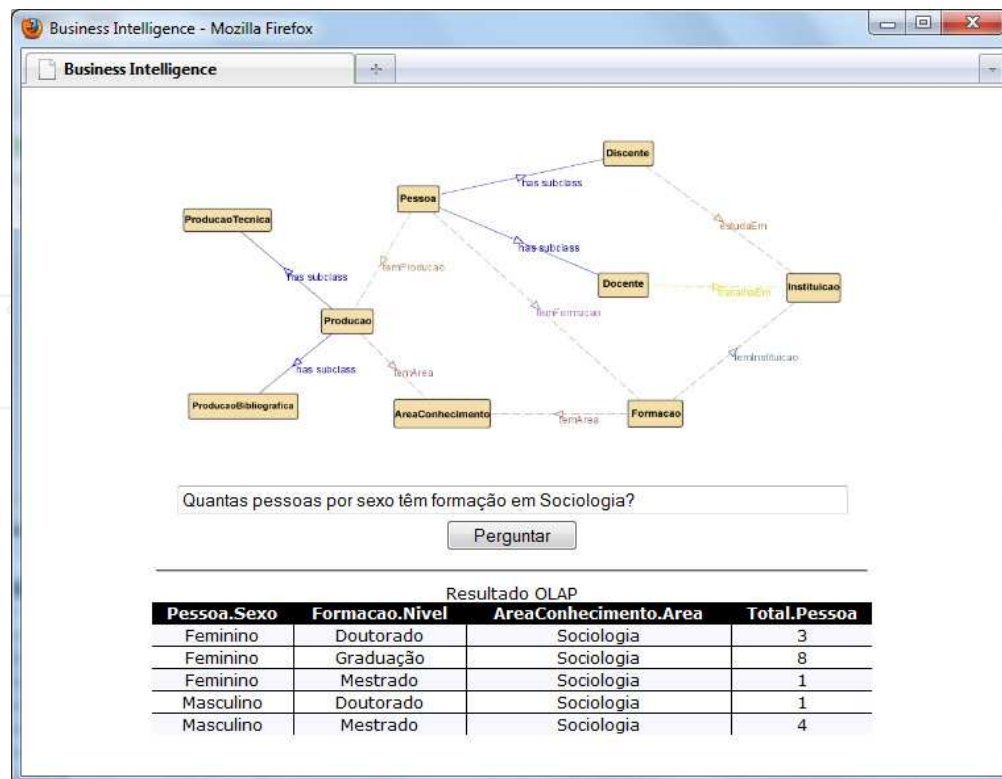 Business Intelligence - Mozilla Firefox
Business Intelligence
Discente
has subclass
Pessoa
ProducaoTecnica
estudaEm
has subclass
temProducao
has subclass
Docente
trabalhaEm
Instituicao
temFormacao
Producao
has subclass
temArea
temInstituicao
ProducaoBibliografica
AreaConhecimento
temArea
Formacao
Quantas pessoas por sexo têm formação em Sociologia?
Perguntar
Resultado OLAP
Pessoa.Sexo Formacao.Nivel AreaConhecimento.Area Total.Pessoa
Feminino Doutorado Sociologia 3
Feminino Graduação Sociologia 8
Feminino Mestrado Sociologia 1
Masculino Doutorado Sociologia 1
Masculino Mestrado Sociologia 4